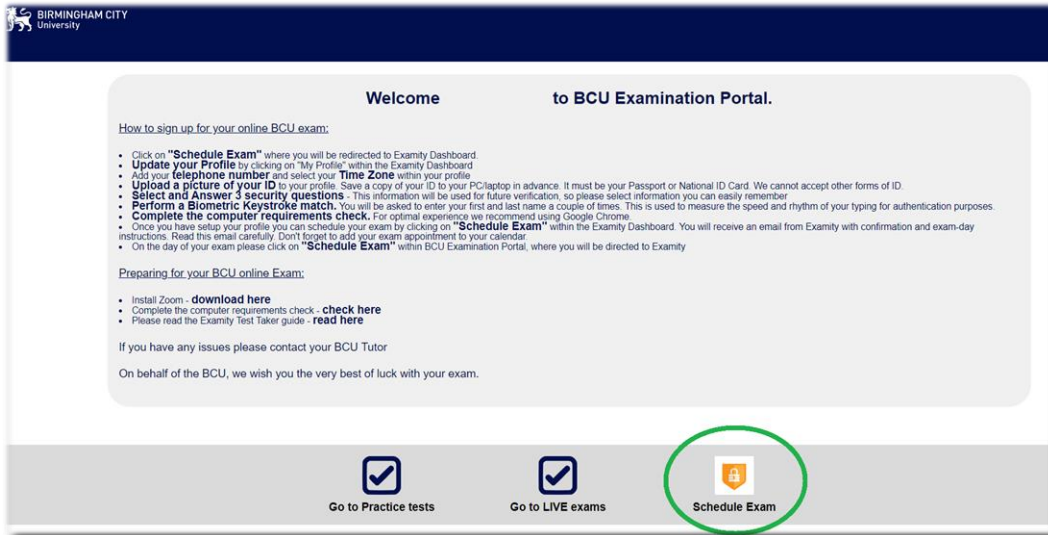 BIRMINGHAM CITY
University
Welcome to BCU Examination Portal.
How to sign up for your online BCU exam:
• Click on "Schedule Exam" where you will be redirected to Examity Dashboard.
• Update your Profile by clicking on "My Profile" within the Examity Dashboard
• Add your telephone number and select your Time Zone within your profile
• Upload a picture of your ID to your profile. Save a copy of your ID to your PC/laptop in advance. It must be your Passport or National ID Card. We cannot accept other forms of ID.
• Select and Answer 3 security questions - This information will be used for future verification, so please select information you can easily remember
• Perform a Biometric Keystroke match. You will be asked to enter your first and last name a couple of times. This is used to measure the speed and rhythm of your typing for authentication purposes.
• Complete the computer requirements check. For optimal experience we recommend using Google Chrome.
• Once you have setup your profile you can schedule your exam by clicking on "Schedule Exam" within the Examity Dashboard. You will receive an email from Examity with confirmation and exam-day
instructions. Read this email carefully. Don't forget to add your exam appointment to your calendar.
• On the day of your exam please click on "Schedule Exam" within BCU Examination Portal, where you will be directed to Examity
Preparing for your BCU online Exam:
• Install Zoom - download here
• Complete the computer requirements check - check here
• Please read the Examity Test Taker guide - read here
If you have any issues please contact your BCU Tutor
On behalf of the BCU, we wish you the very best of luck with your exam.
Go to Practice tests Go to LIVE exams Schedule Exam